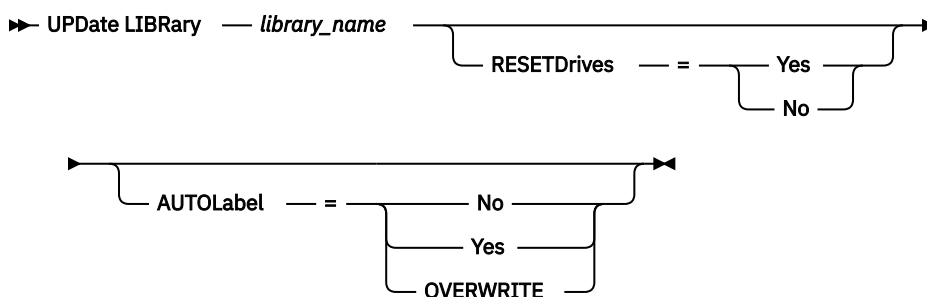 UPDate LIBRary library_name
RESETDrives = Yes
No
AUTOLabel = No
Yes
OVERWRITE